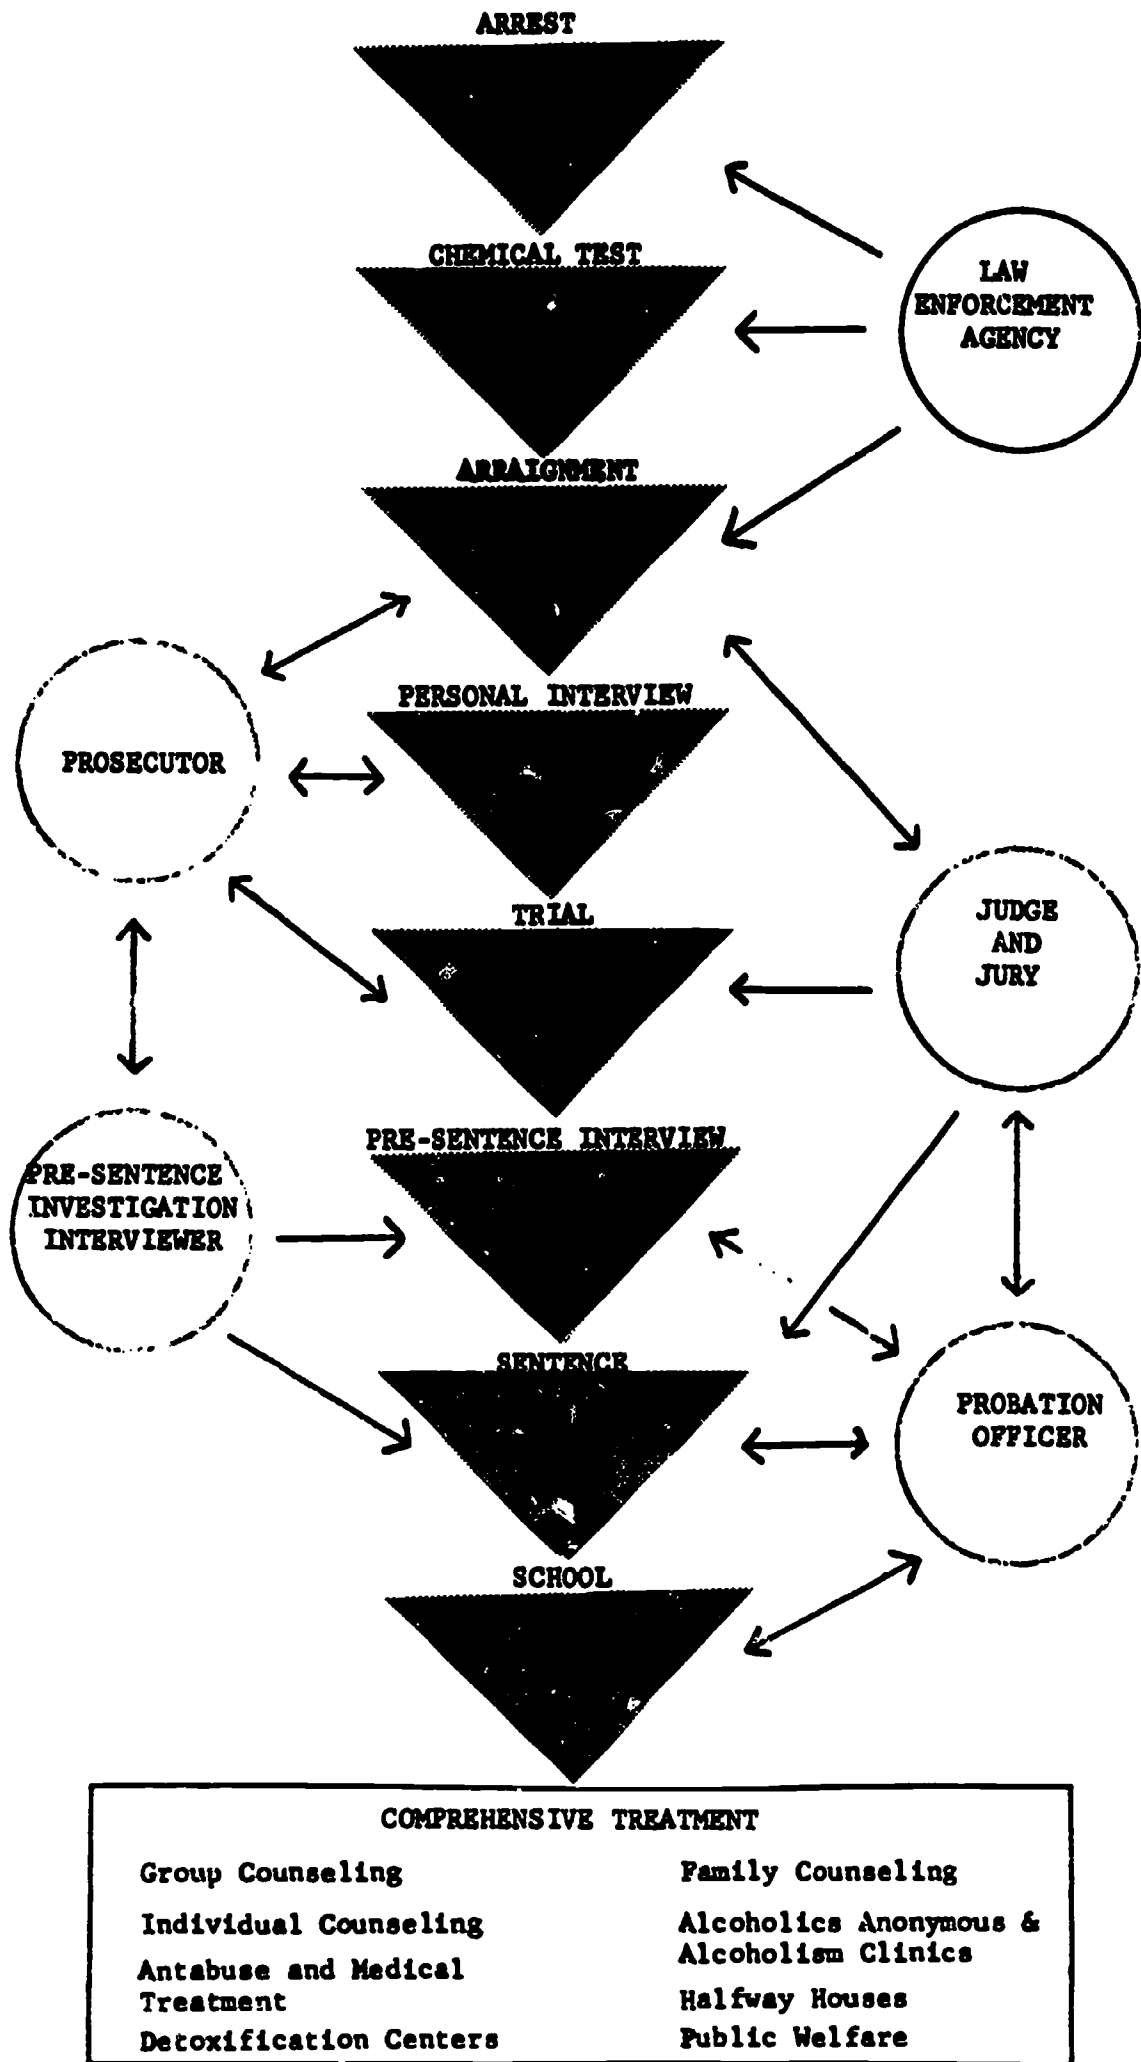 ARREST
CHEMICAL TEST
LAW
ENFORCEMENT
AGENCY
ARRAIGNMENT
PERSONAL INTERVIEW
PROSECUTOR
TRIAL
JUDGE
AND
JURY
PRE-SENTENCE INTERVIEW
PRE-SENTENCE
INVESTIGATION
INTERVIEWER
SENTENCE
PROBATION
OFFICER
SCHOOL
COMPREHENSIVE TREATMENT
Group Counseling
Individual Counseling
Antabuse and Medical
Treatment
Detoxification Centers
Family Counseling
Alcoholics Anonymous &
Alcoholism Clinics
Halfway Houses
Public Welfare